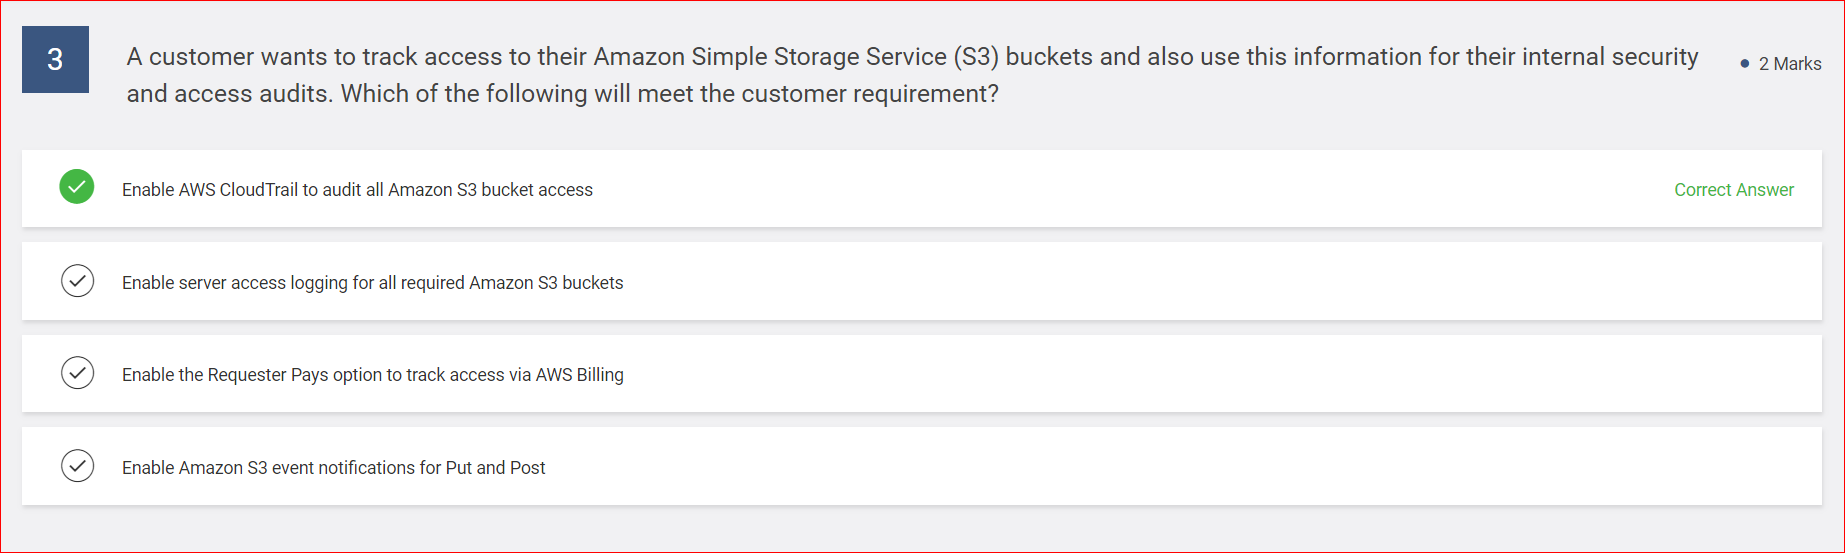 3
A customer wants to track access to their Amazon Simple Storage Service (S3) buckets and also use this information for their internal security
and access audits. Which of the following will meet the customer requirement?
• 2 Marks
Enable AWS CloudTrail to audit all Amazon S3 bucket access
Correct Answer
Enable server access logging for all required Amazon S3 buckets
Enable the Requester Pays option to track access via AWS Billing
Enable Amazon S3 event notifications for Put and Post